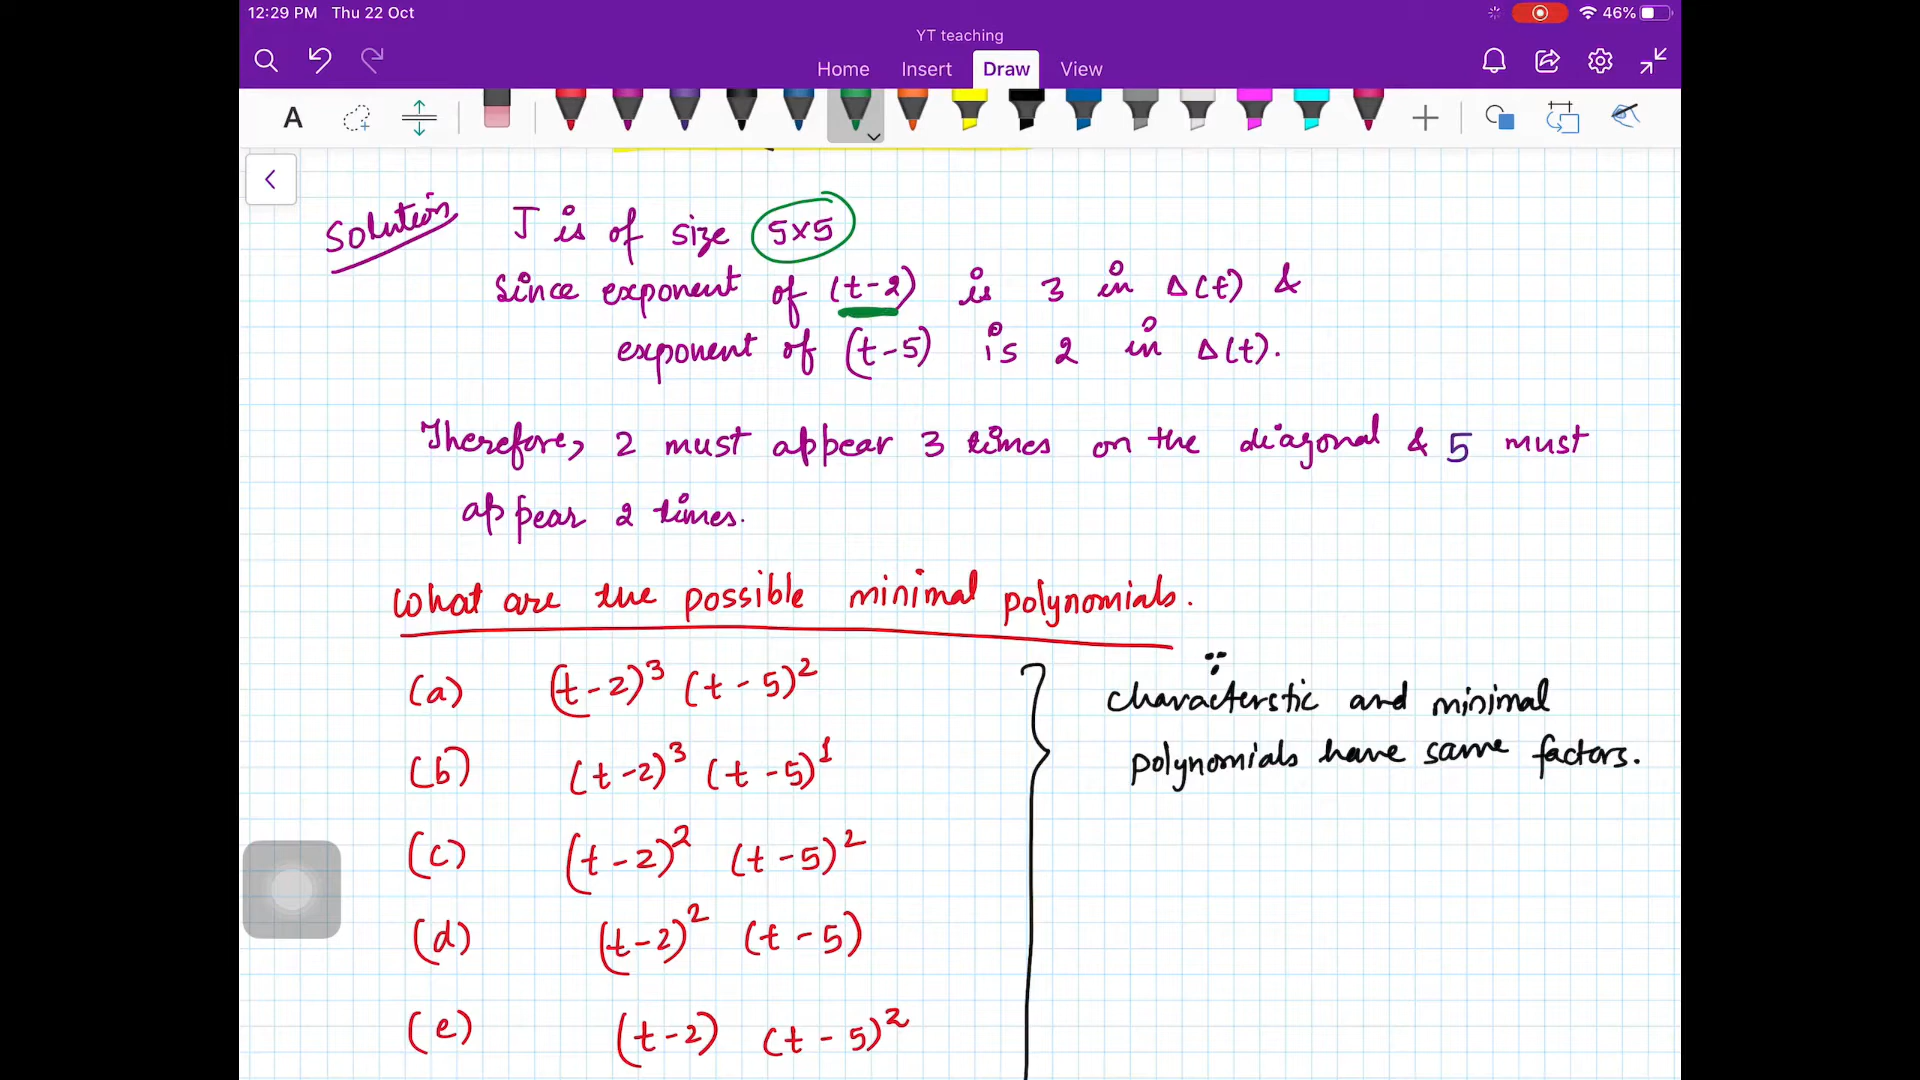 12:29 PM Thu 22 Oct
46%
YT teaching
Home Insert Draw View
A
Solution J is of size 5×5
Since exponent of (t-2) is 3 in Δ(t) &
exponent of (t-5) is 2 in Δ(t).
Therefore, 2 must appear 3 times on the diagonal & 5 must
appear 2 times.
What are the possible minimal polynomials.
(a) (t-2)³ (t-5)²
(b) (t-2)³ (t-5)¹
(c) (t-2)² (t-5)²
(d) (t-2)² (t-5)
(e) (t-2) (t-5)²
∵
characterstic and minimal
polynomials have same factors.